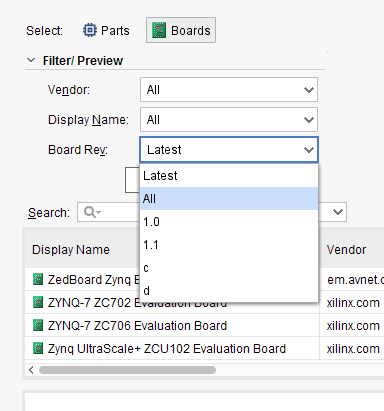 Select: Parts Boards
Filter/ Preview
Vendor: All
Display Name: All
Board Rev: Latest
Latest
All
Search:
1.0
1.1
Display Name Vendor
c
ZedBoard Zynq em.avnet.c
d
ZYNQ-7 ZC702 Evaluation Board xilinx.com
ZYNQ-7 ZC706 Evaluation Board xilinx.com
Zynq UltraScale+ ZCU102 Evaluation Board xilinx.com